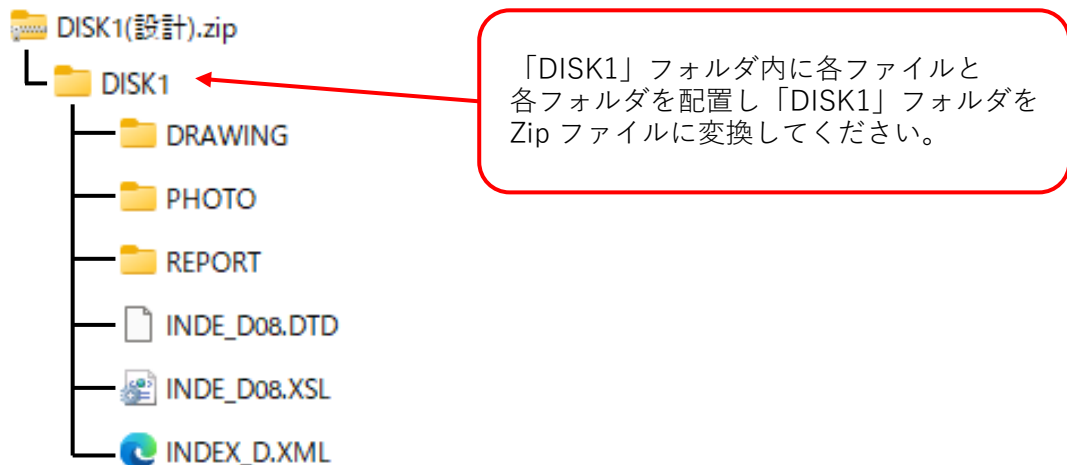 DISK1(設計).zip
DISK1
「DISK1」フォルダ内に各ファイルと
各フォルダを配置し「DISK1」フォルダを
Zip ファイルに変換してください。
DRAWING
PHOTO
REPORT
INDE_D08.DTD
INDE_D08.XSL
INDEX_D.XML